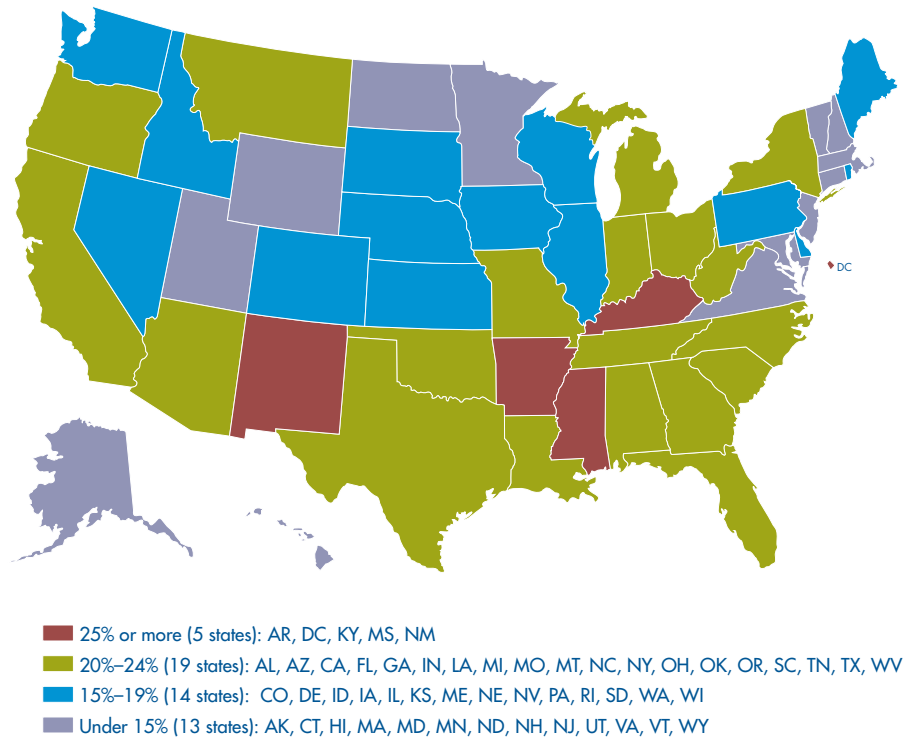 DC
25% or more (5 states): AR, DC, KY, MS, NM
20%–24% (19 states): AL, AZ, CA, FL, GA, IN, LA, MI, MO, MT, NC, NY, OH, OK, OR, SC, TN, TX, WV
15%–19% (14 states): CO, DE, ID, IA, IL, KS, ME, NE, NV, PA, RI, SD, WA, WI
Under 15% (13 states): AK, CT, HI, MA, MD, MN, ND, NH, NJ, UT, VA, VT, WY